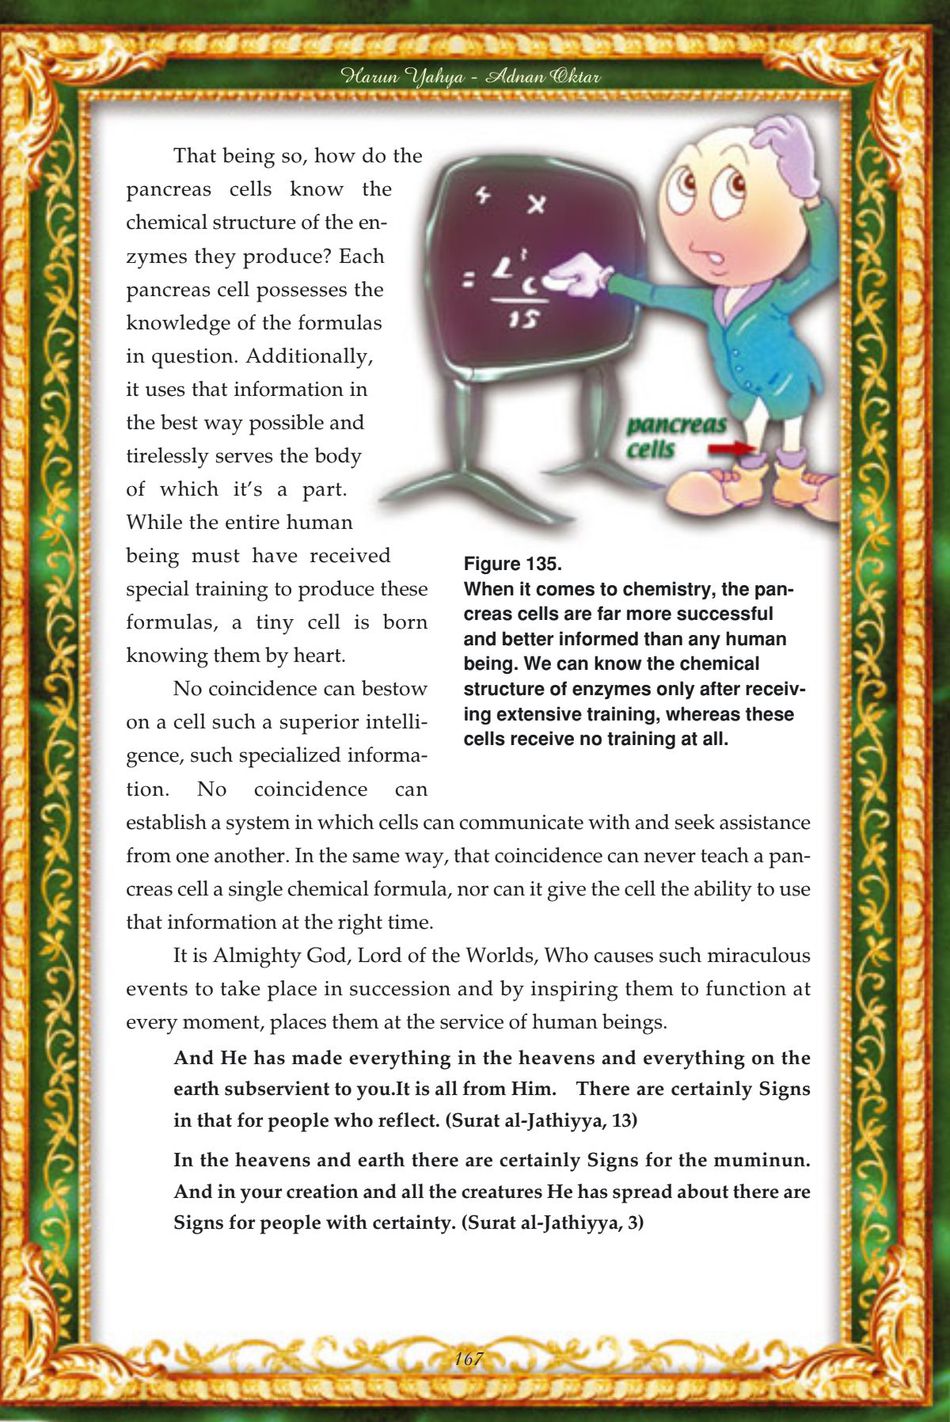 Harun Yahya - Adnan Oktar
That being so, how do the
pancreas cells know the
chemical structure of the en-
zymes they produce? Each
pancreas cell possesses the
knowledge of the formulas
in question. Additionally,
it uses that information in
the best way possible and
tirelessly serves the body
of which it's a part.
While the entire human
being must have received
special training to produce these
formulas, a tiny cell is born
knowing them by heart.
No coincidence can bestow
on a cell such a superior intelli-
gence, such specialized informa-
tion. No coincidence can
establish a system in which cells can communicate with and seek assistance
from one another. In the same way, that coincidence can never teach a pan-
creas cell a single chemical formula, nor can it give the cell the ability to use
that information at the right time.
It is Almighty God, Lord of the Worlds, Who causes such miraculous
events to take place in succession and by inspiring them to function at
every moment, places them at the service of human beings.
And He has made everything in the heavens and everything on the
earth subservient to you.It is all from Him. There are certainly Signs
in that for people who reflect. (Surat al-Jathiyya, 13)
In the heavens and earth there are certainly Signs for the muminun.
And in your creation and all the creatures He has spread about there are
Signs for people with certainty. (Surat al-Jathiyya, 3)
x
=
15
pancreas
cells
Figure 135.
When it comes to chemistry, the pan-
creas cells are far more successful
and better informed than any human
being. We can know the chemical
structure of enzymes only after receiv-
ing extensive training, whereas these
cells receive no training at all.
167